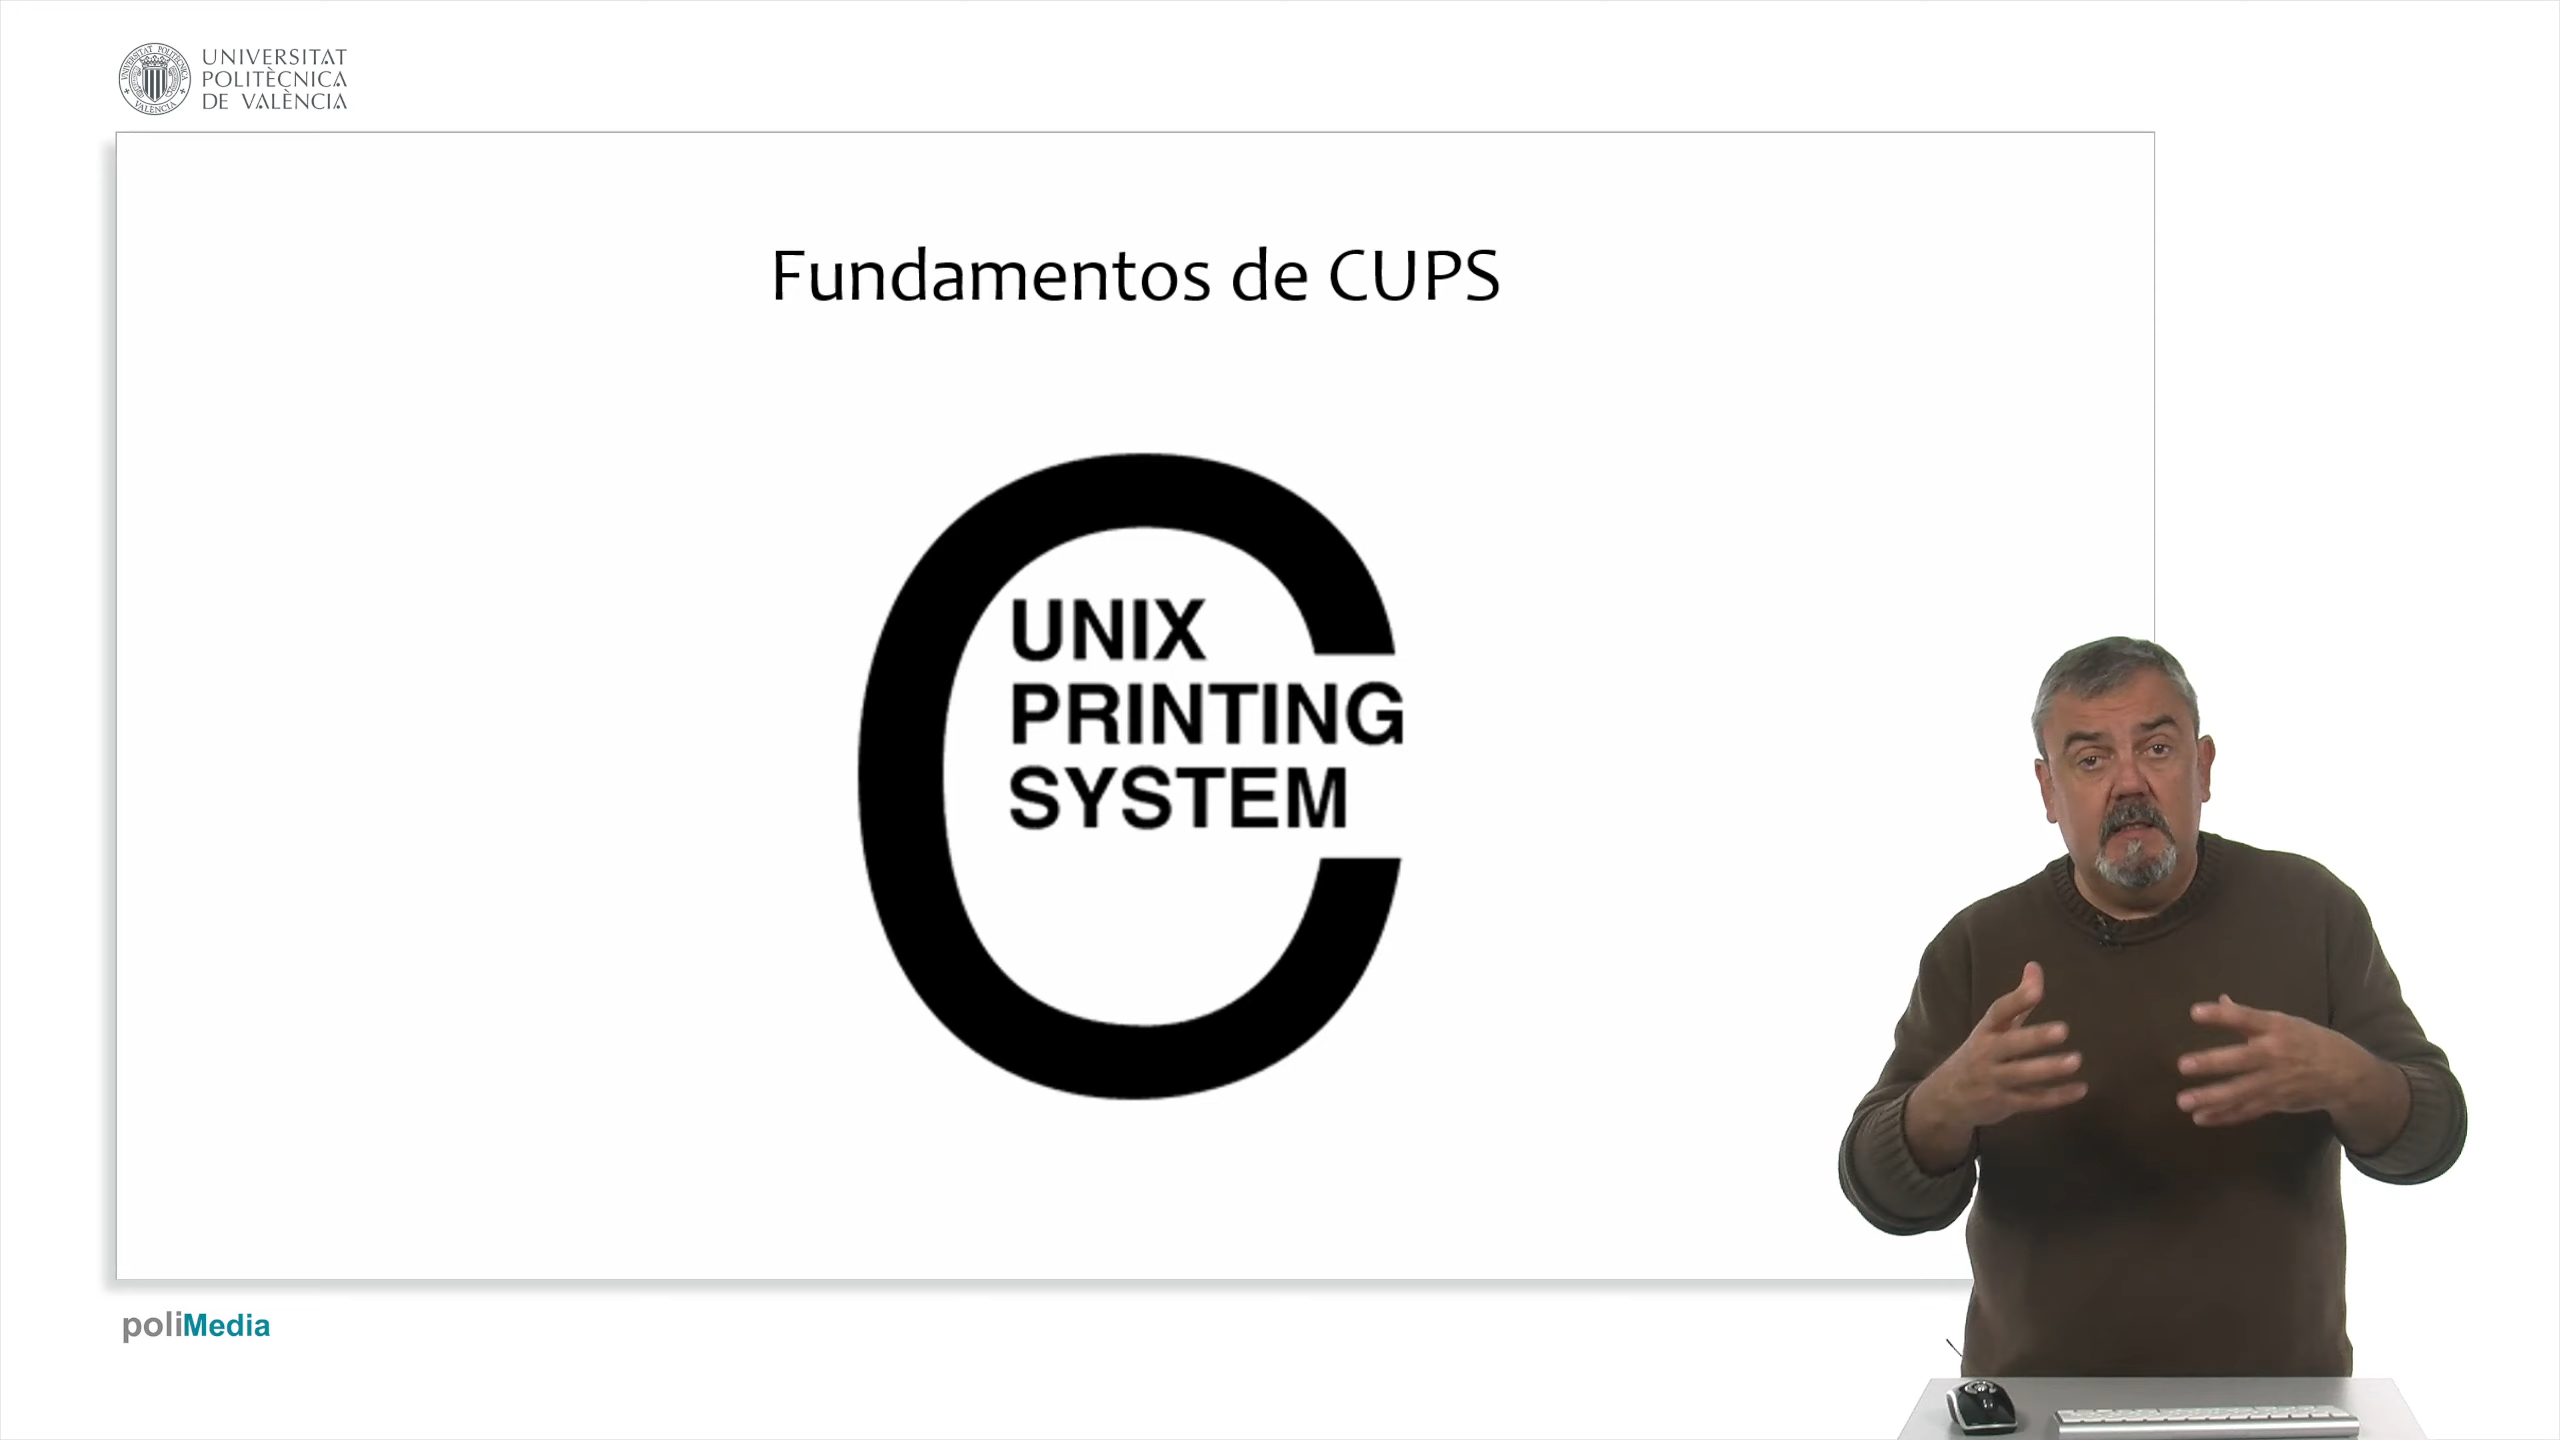 UNIVERSITAT
POLITÈCNICA
DE VALÈNCIA
Fundamentos de CUPS
UNIX
PRINTING
SYSTEM
poliMedia